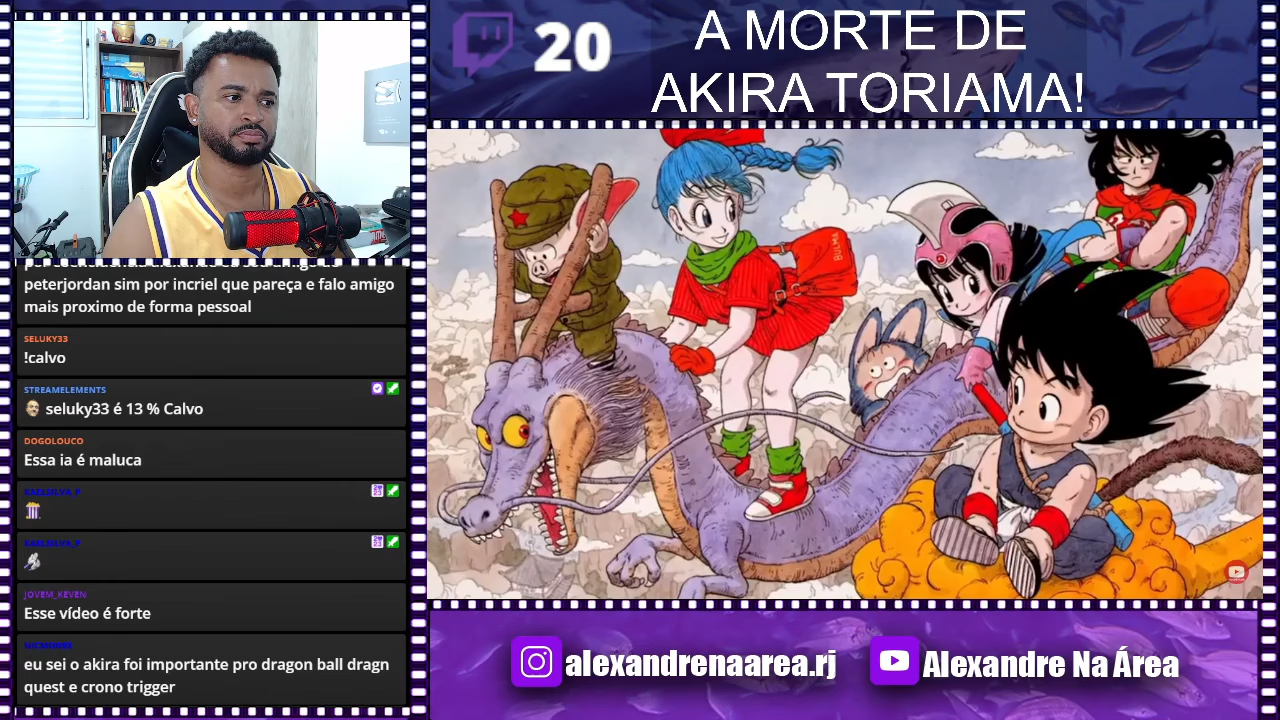 20
A MORTE DE
AKIRA TORIAMA!
peterjordan sim por incriel que pareça e falo amigo
mais proximo de forma pessoal
SELUKY33
!calvo
STREAMELEMENTS
seluky33 é 13 % Calvo
DOGOLOUCO
Essa ia é maluca
JOVEM_KEVEN
Esse vídeo é forte
eu sei o akira foi importante pro dragon ball dragn
quest e crono trigger
alexandrenaarea.rj
Alexandre Na Área